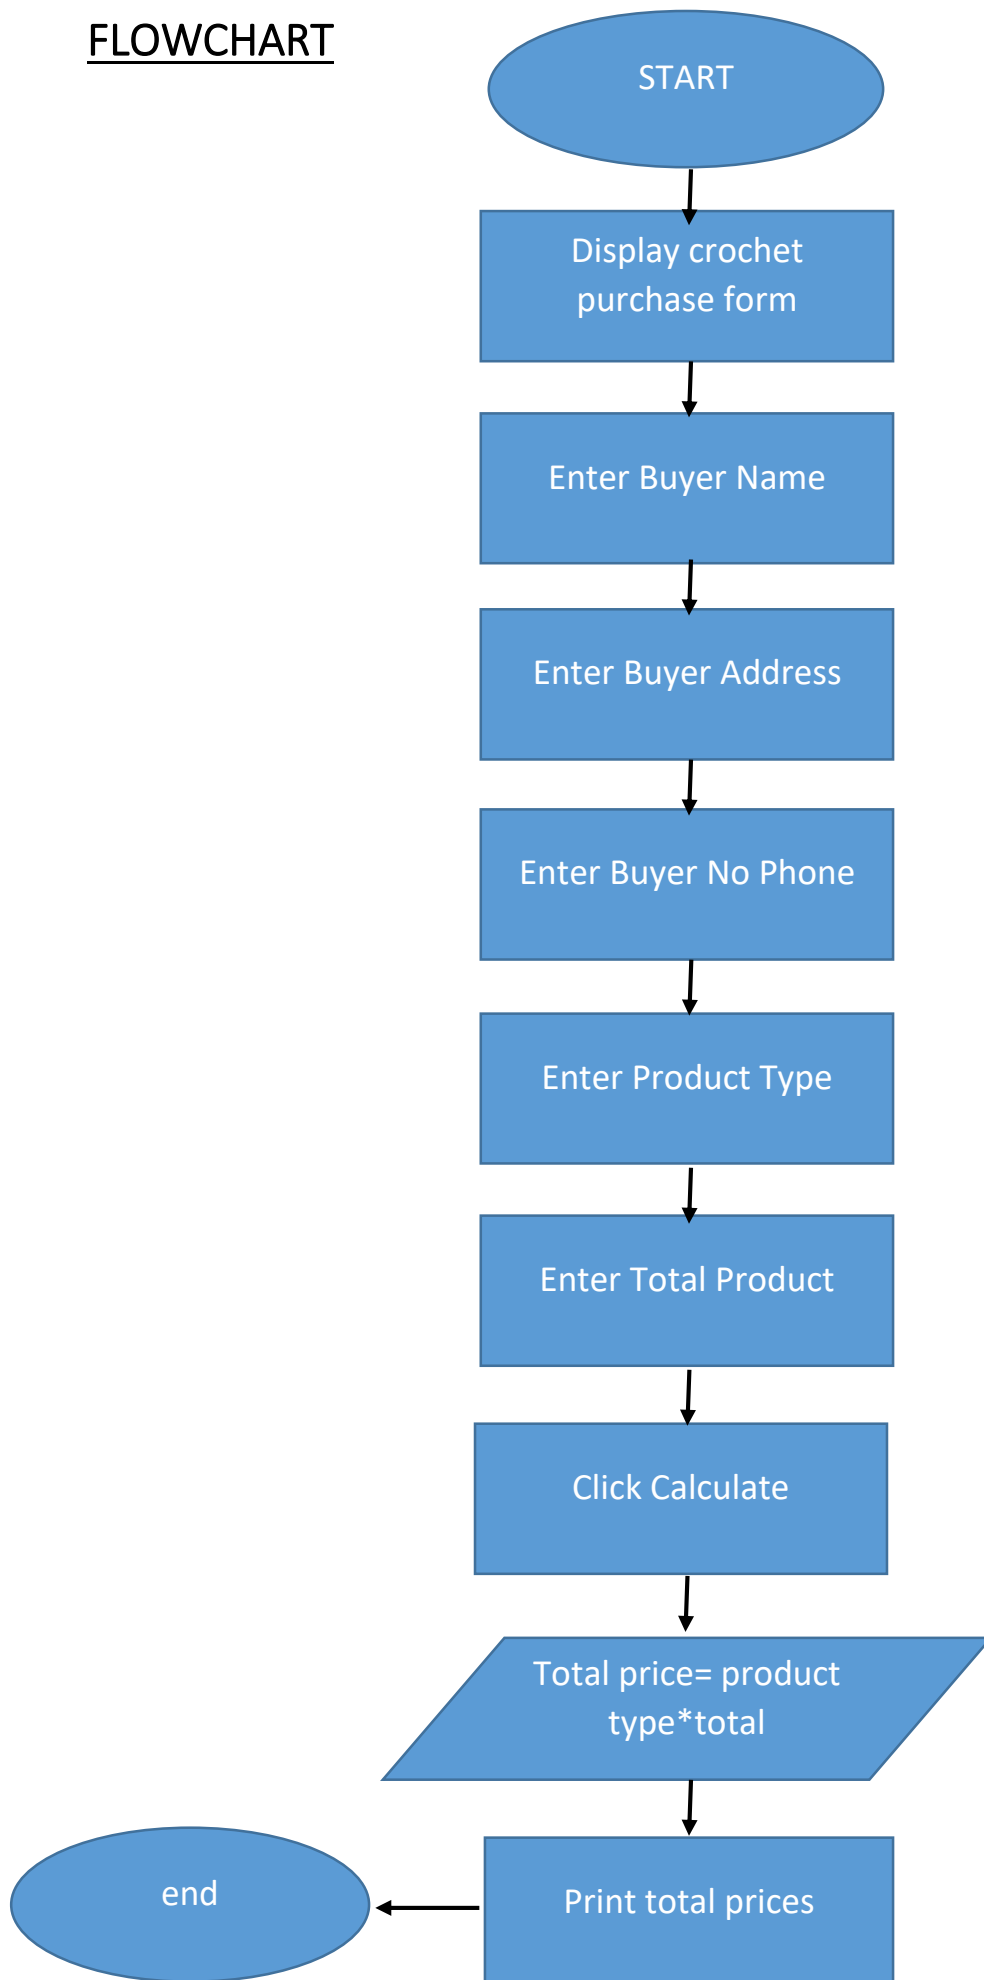 FLOWCHART
START
Display crochet
purchase form
Enter Buyer Name
Enter Buyer Address
Enter Buyer No Phone
Enter Product Type
Enter Total Product
Click Calculate
Total price= product
type*total
Print total prices
end